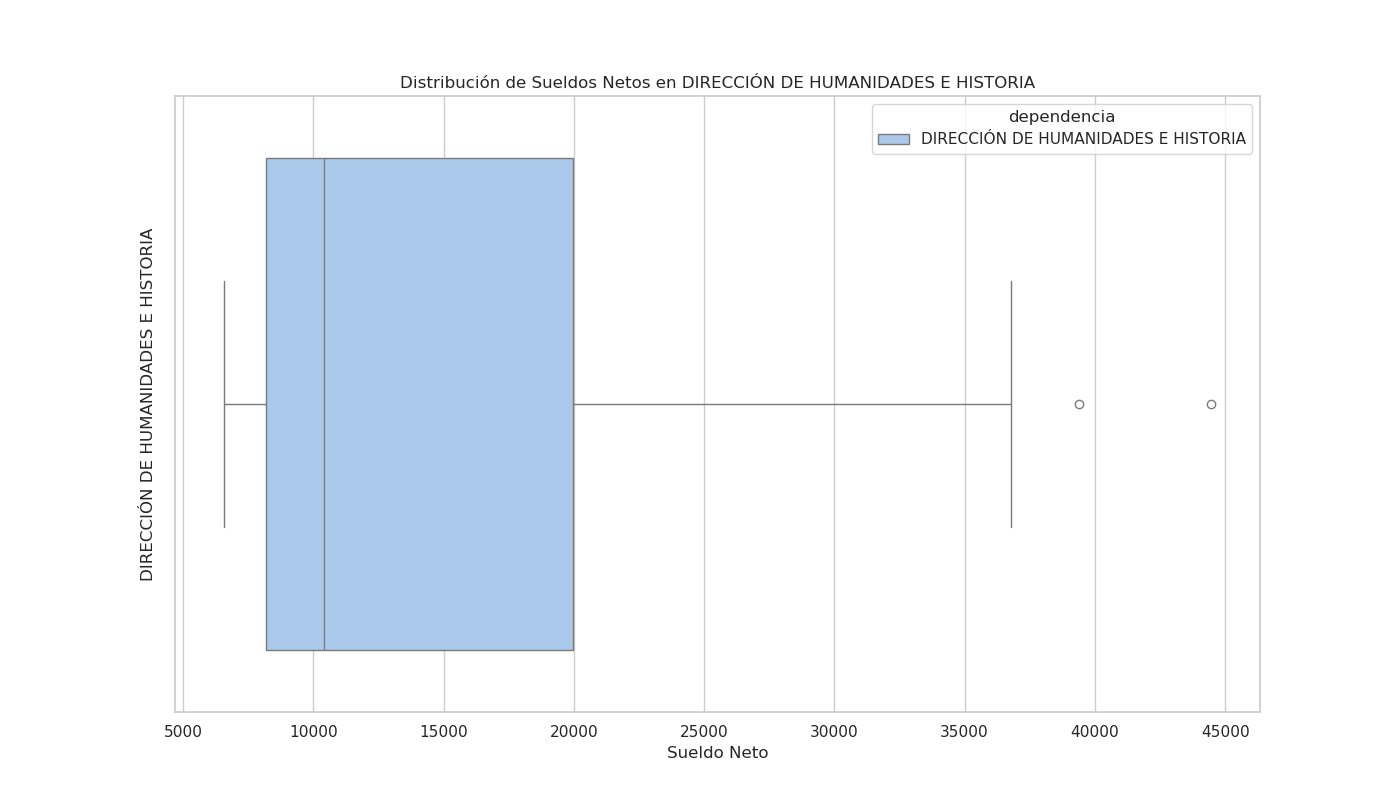 Distribución de Sueldos Netos en DIRECCIÓN DE HUMANIDADES E HISTORIA
dependencia
DIRECCIÓN DE HUMANIDADES E HISTORIA
DIRECCIÓN DE HUMANIDADES E HISTORIA
5000 10000 15000 20000 25000 30000 35000 40000 45000
Sueldo Neto